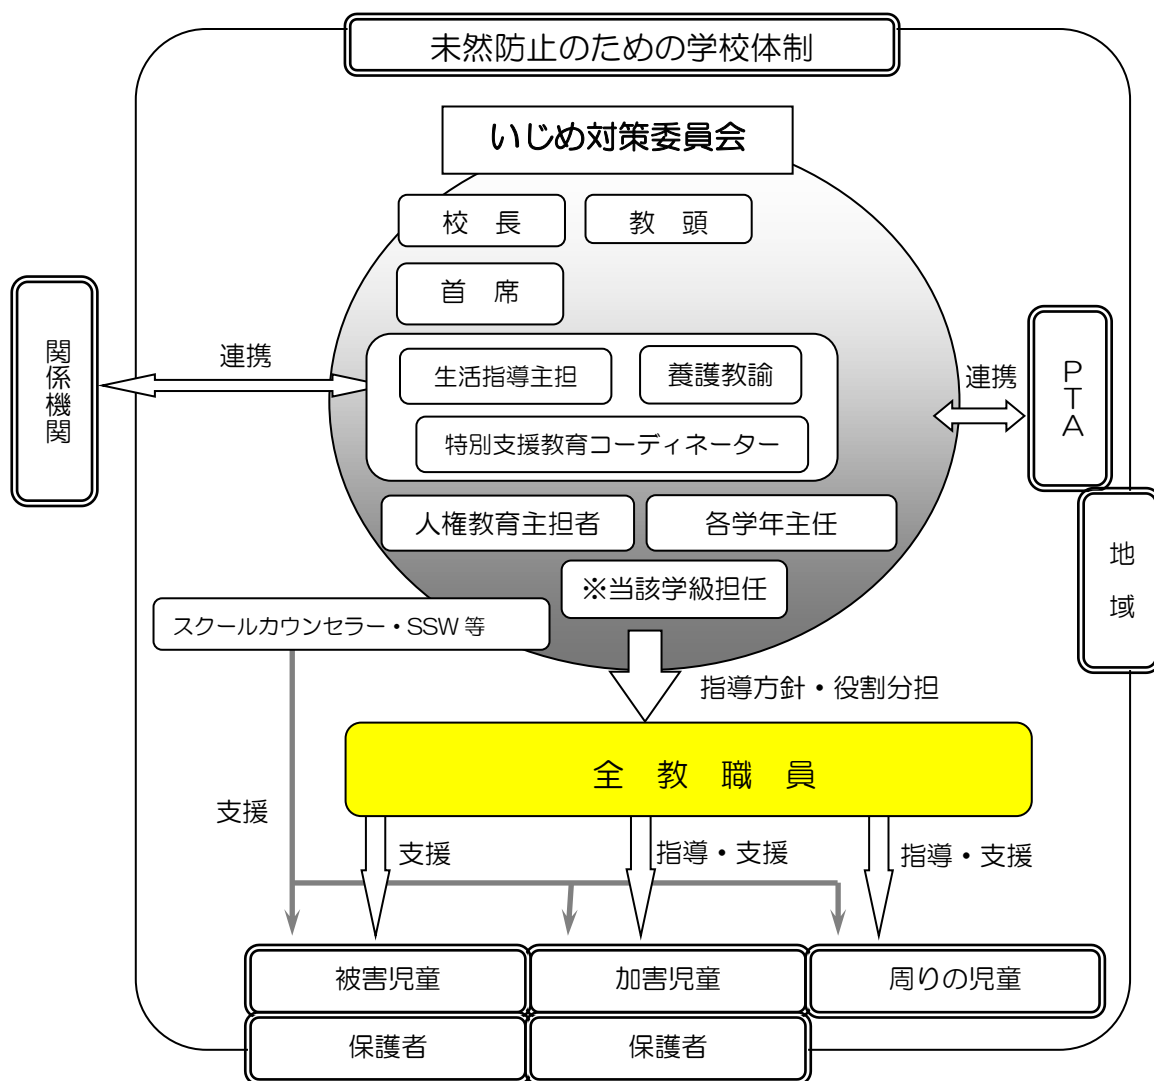 未然防止のための学校体制
いじめ対策委員会
校　長
教　頭
首　席
関係機関
連携
生活指導主担
養護教諭
特別支援教育コーディネーター
連携
PTA
人権教育主担者
各学年主任
地域
※当該学級担任
スクールカウンセラー・SSW 等
指導方針・役割分担
全　教　職　員
支援
支援
指導・支援
指導・支援
被害児童
加害児童
周りの児童
保護者
保護者